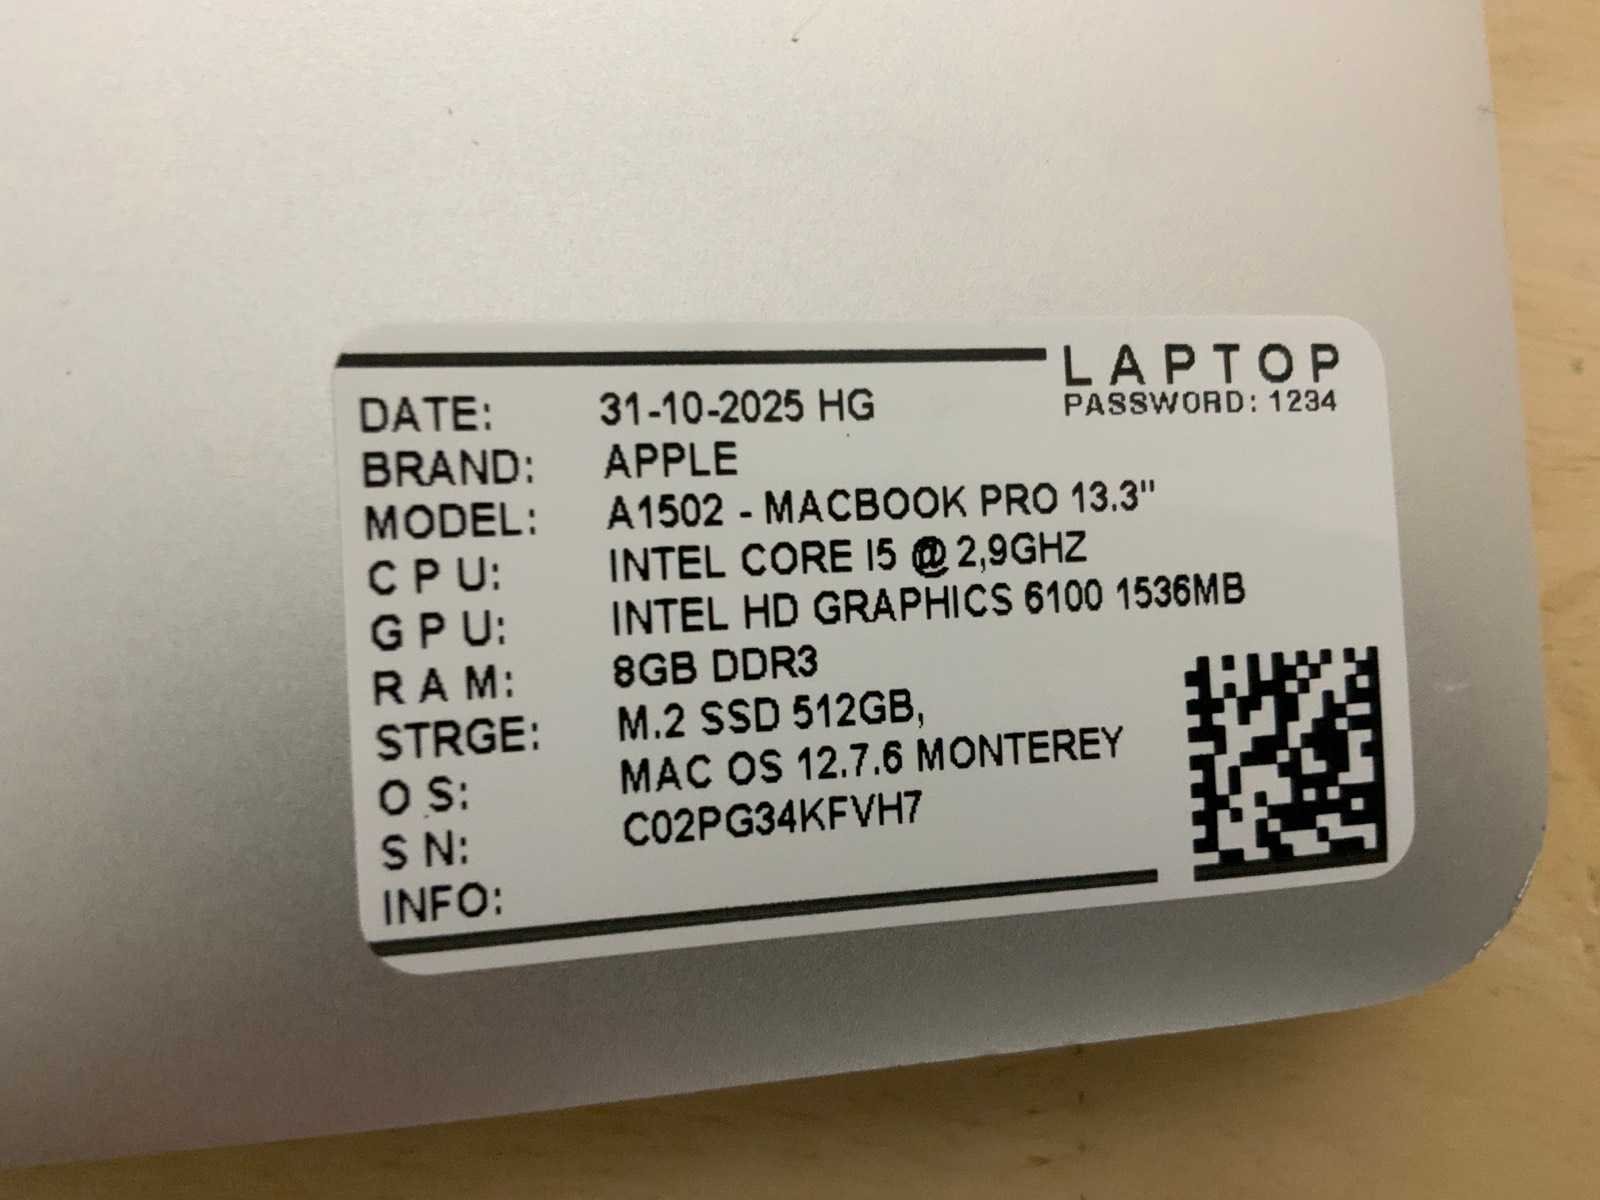 LAPTOP
PASSWORD: 1234
DATE: 31-10-2025 HG
BRAND: APPLE
MODEL: A1502 - MACBOOK PRO 13.3"
CPU: INTEL CORE I5 @ 2,9GHZ
GPU: INTEL HD GRAPHICS 6100 1536MB
RAM: 8GB DDR3
STRGE: M.2 SSD 512GB,
OS: MAC OS 12.7.6 MONTEREY
SN: C02PG34KFVH7
INFO: